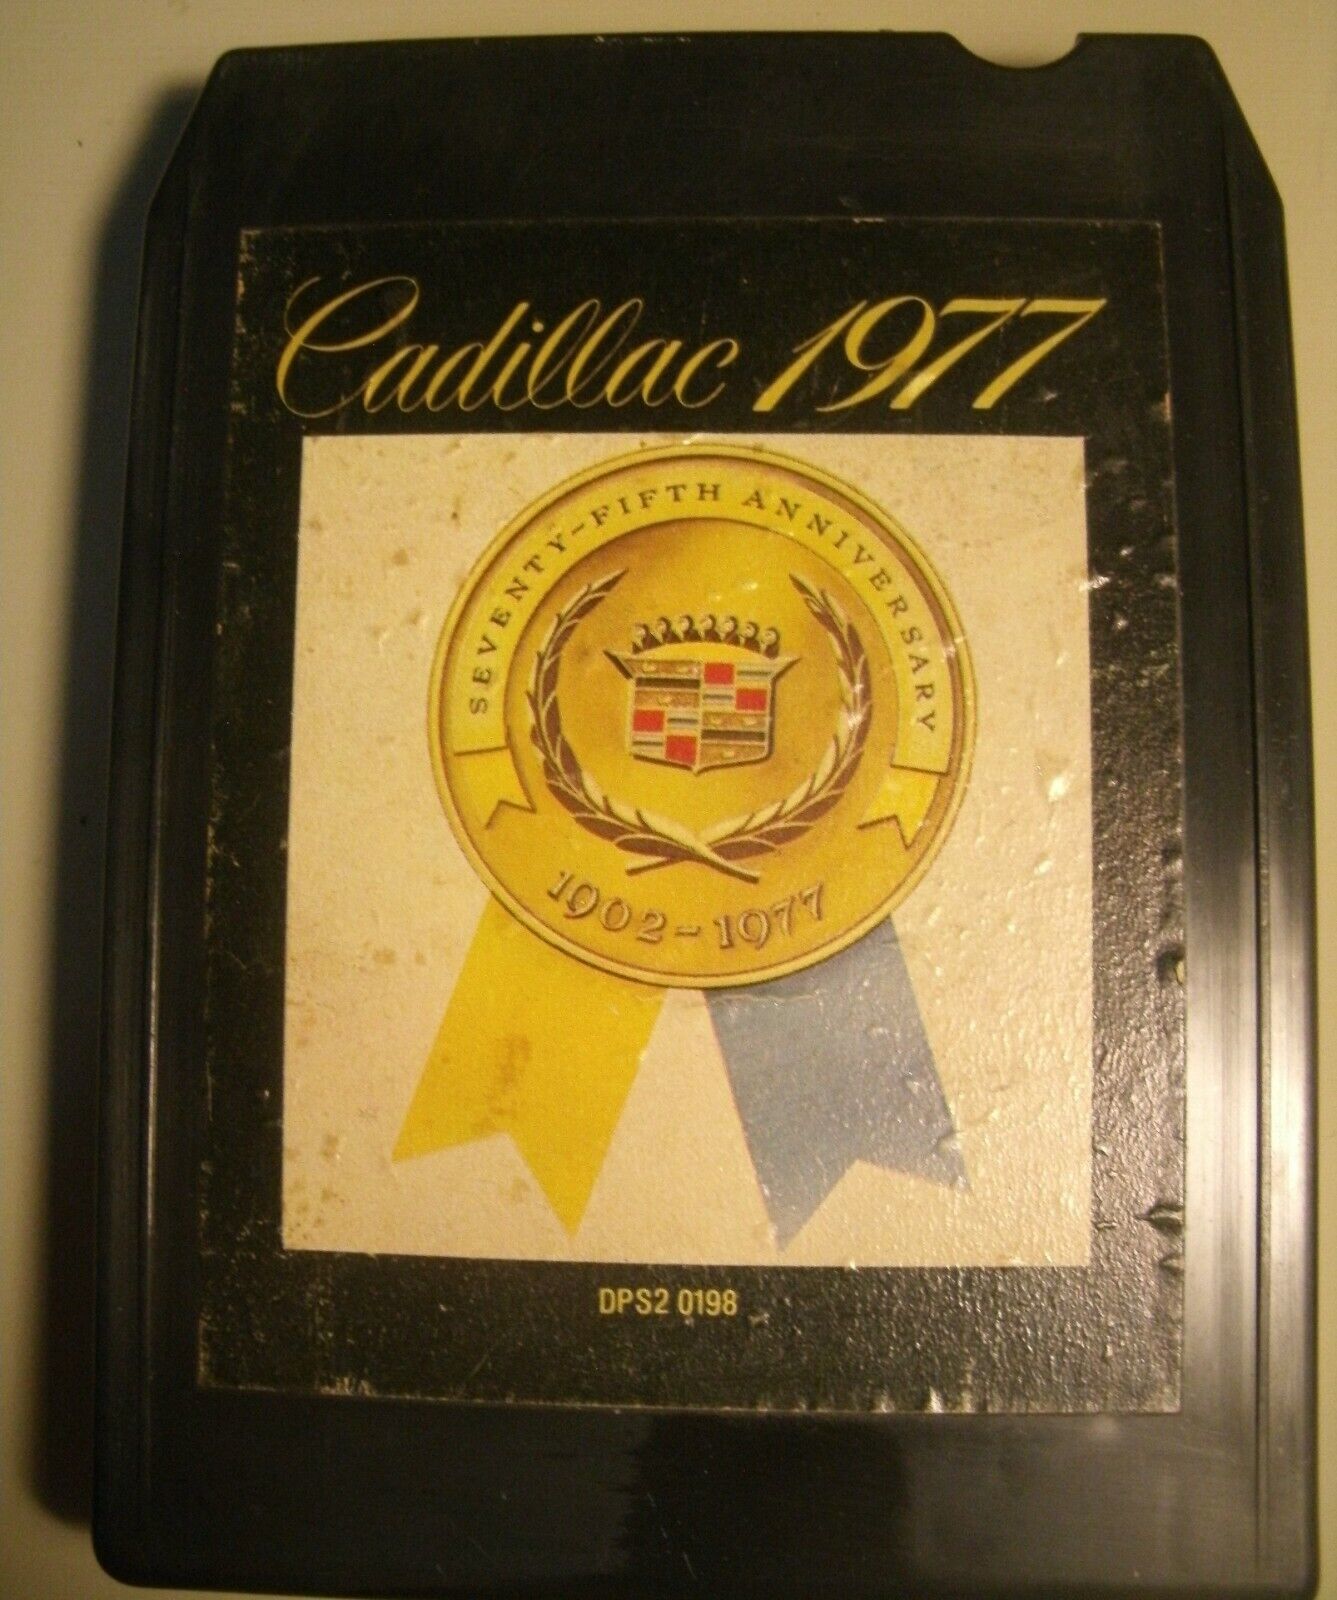 Cadillac 1977
SEVENTY-FIFTH ANNIVERSARY
1902-1977
DPS2 0198